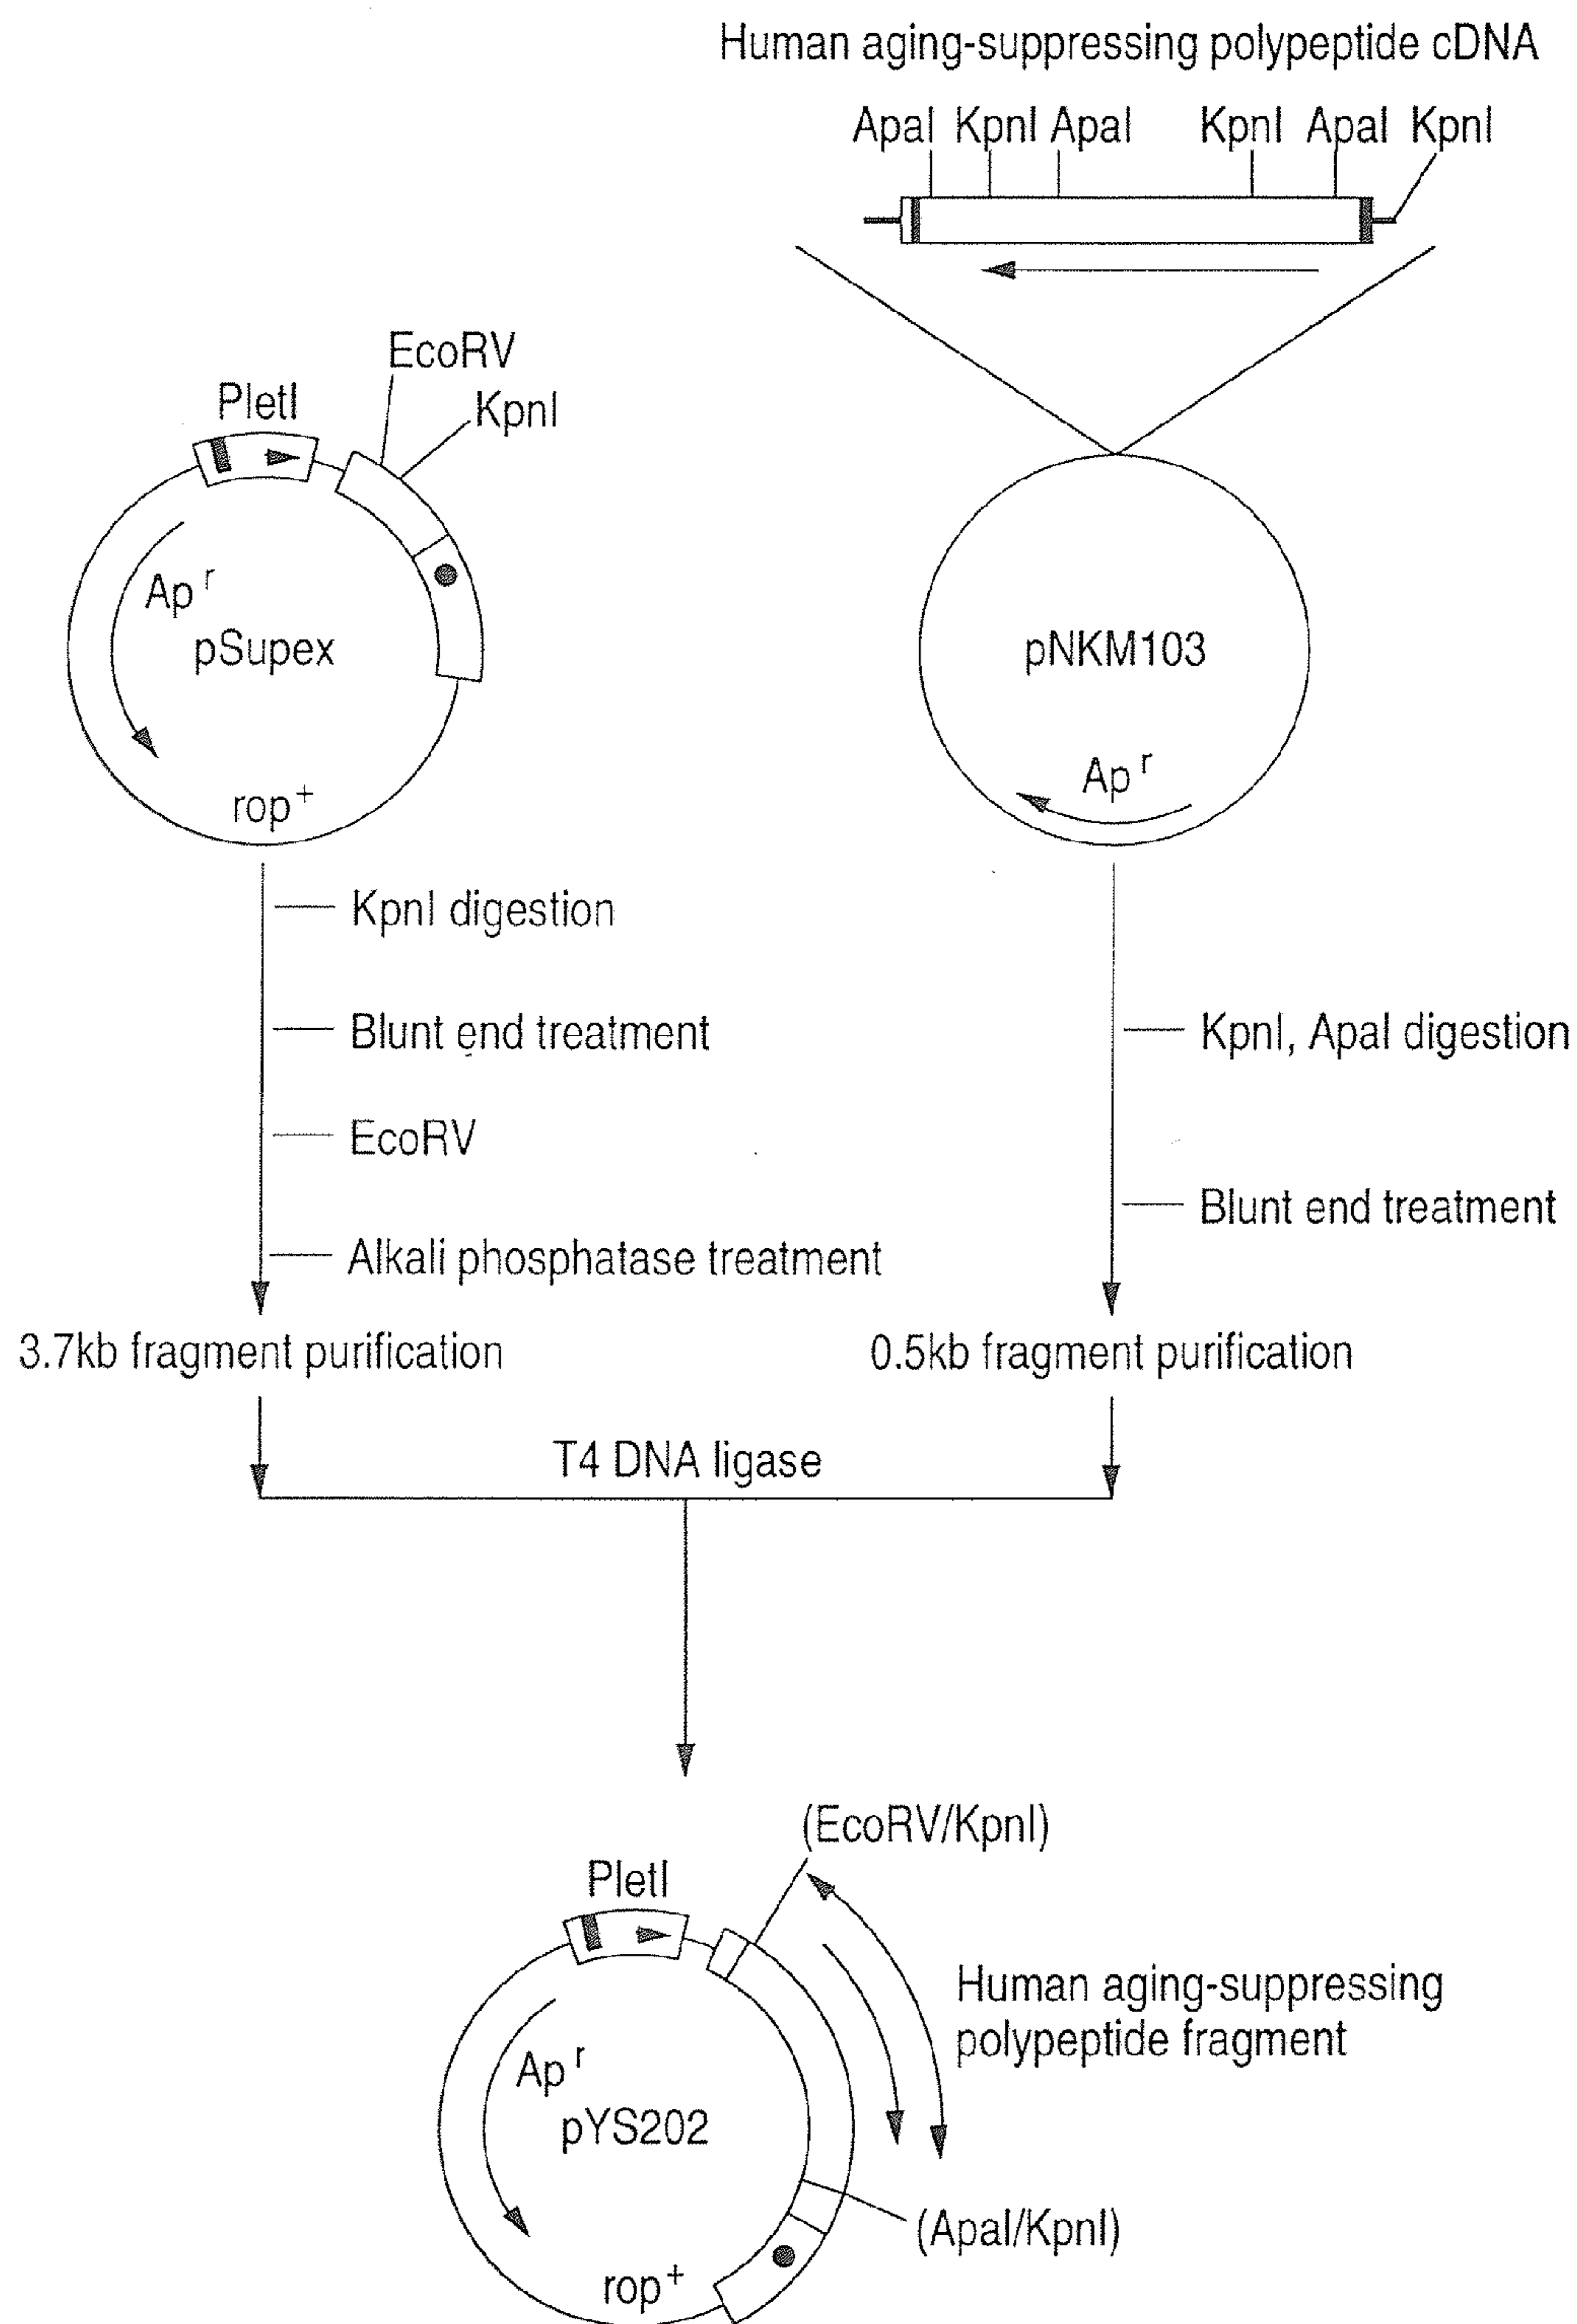 Human aging-suppressing polypeptide cDNA
ApaI KpnI ApaI KpnI ApaI KpnI
EcoRV
PletI
KpnI
Ap r
pSupex
rop+
pNKM103
Ap r
KpnI digestion
Blunt end treatment
EcoRV
Alkali phosphatase treatment
3.7kb fragment purification
KpnI, ApaI digestion
Blunt end treatment
0.5kb fragment purification
T4 DNA ligase
(EcoRV/KpnI)
PletI
Human aging-suppressing
polypeptide fragment
Ap r
pYS202
(ApaI/KpnI)
rop+